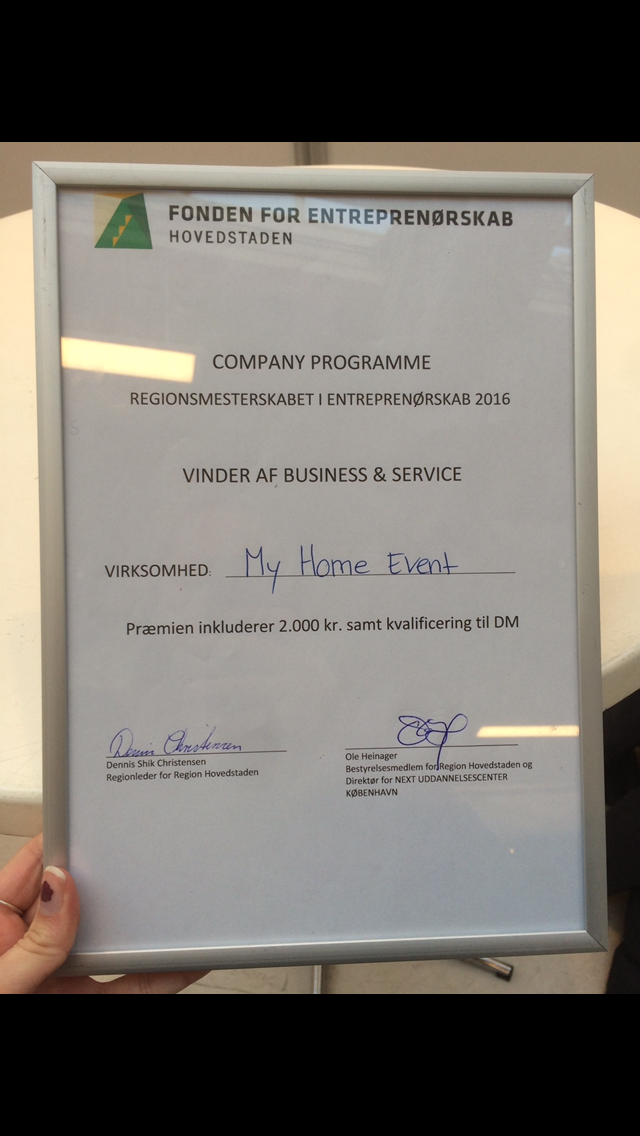 FONDEN FOR ENTREPRENØRSKAB
HOVEDSTADEN
COMPANY PROGRAMME
REGIONSMESTERSKABET I ENTREPRENØRSKAB 2016
VINDER AF BUSINESS & SERVICE
VIRKSOMHED: My Home Event
Præmien inkluderer 2.000 kr. samt kvalificering til DM
Dennis Christensen
Dennis Shik Christensen
Regionleder for Region Hovedstaden
Ole Heinager
Bestyrelsesmedlem for Region Hovedstaden og
Direktør for NEXT UDDANNELSESCENTER
KØBENHAVN